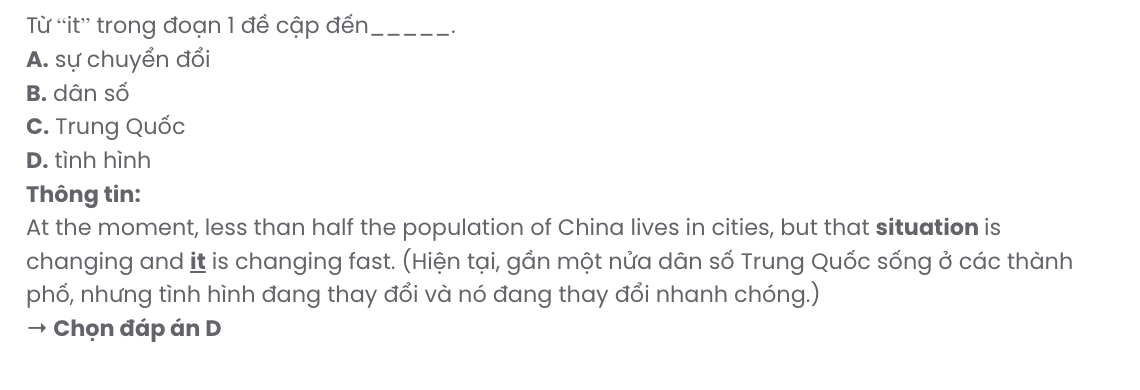 Từ “it” trong đoạn 1 đề cập đến_____.
A. sự chuyển đổi
B. dân số
C. Trung Quốc
D. tình hình
Thông tin:
At the moment, less than half the population of China lives in cities, but that situation is
changing and it is changing fast. (Hiện tại, gần một nửa dân số Trung Quốc sống ở các thành
phố, nhưng tình hình đang thay đổi và nó đang thay đổi nhanh chóng.)
→ Chọn đáp án D